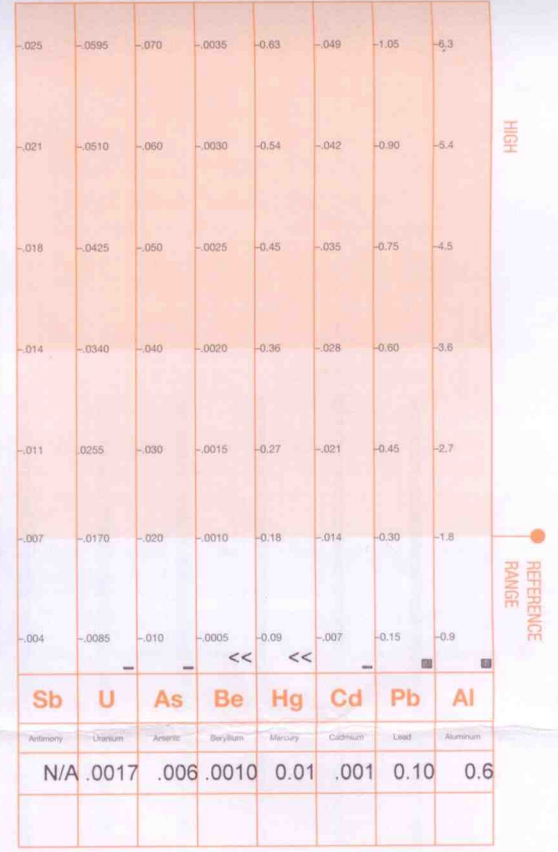 -.025 -.0595 -.070 -.0035 -0.63 -.049 -1.05 -6.3
HIGH
-.021 -.0510 -.060 -.0030 -0.54 -.042 -0.90 -5.4
-.018 -.0425 -.050 -.0025 -0.45 -.035 -0.75 -4.5
-.014 -.0340 -.040 -.0020 -0.36 -.028 -0.60 -3.6
-.011 .0255 -.030 -.0015 -0.27 -.021 -0.45 -2.7
-.007 -.0170 -.020 -.0010 -0.18 -.014 -0.30 -1.8
REFERENCE
RANGE
-.004 -.0085 -.010 -.0005 -0.09 -.007 -0.15 -0.9
<< <<
Sb U As Be Hg Cd Pb Al
Antimony Uranium Arsenic Beryllium Mercury Cadmium Lead Aluminum
N/A .0017 .006 .0010 0.01 .001 0.10 0.6